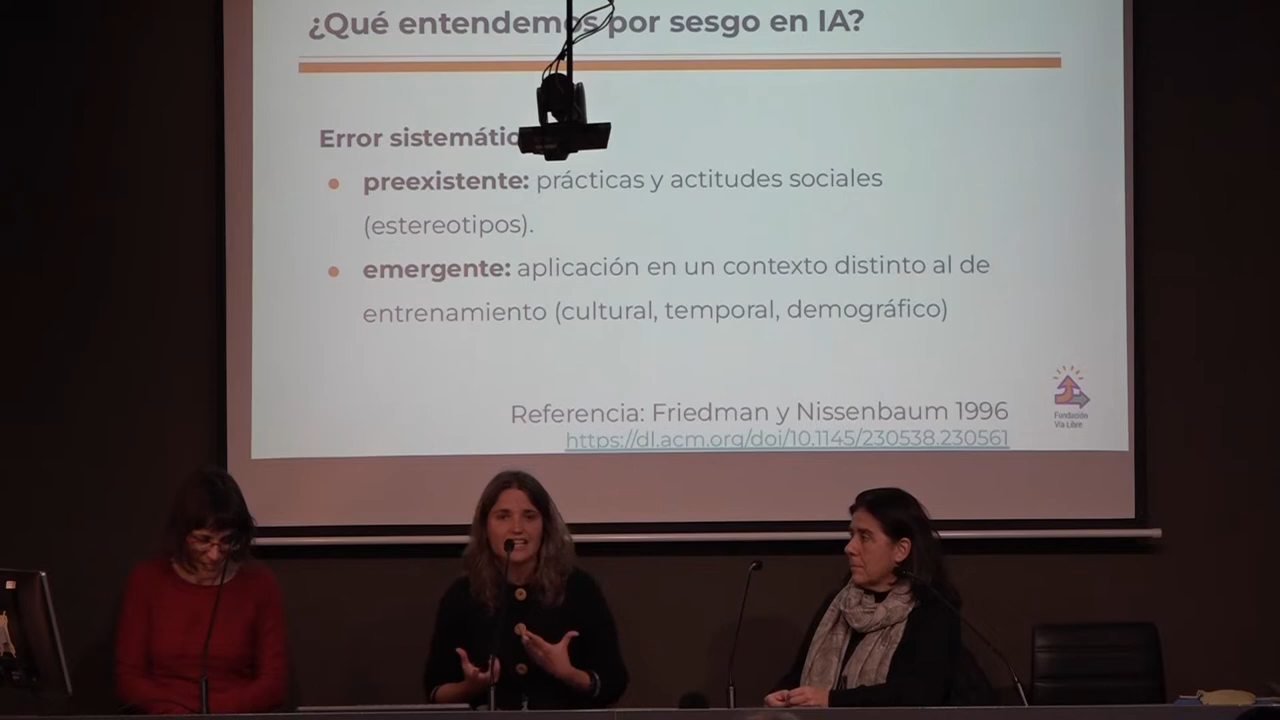 ¿Qué entendemos por sesgo en IA?
Error
preexistente: prácticas y actitudes sociales
(estereotipos).
emergente: aplicación en un contexto distinto al de
entrenamiento (cultural, temporal, demográfico)
Referencia: Friedman y Nissenbaum 1996
https://dl.acm.org/doi/10.1145/230538.230561
Fundación
Vía Libre